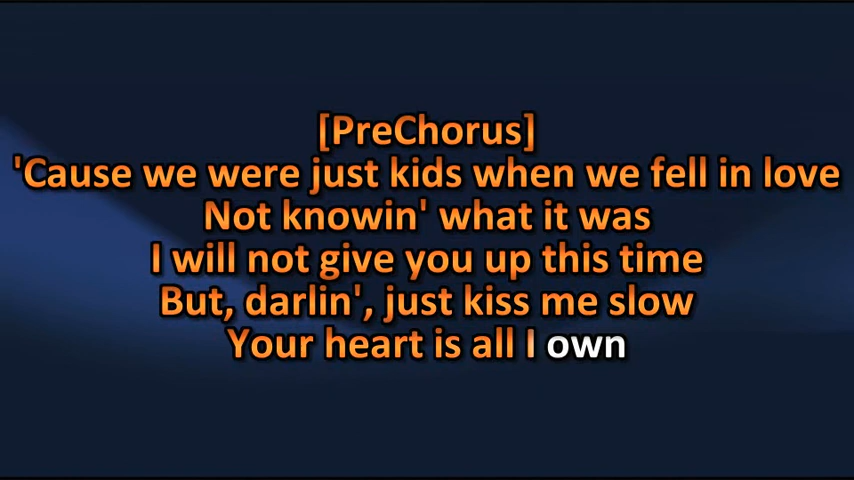 [PreChorus]
'Cause we were just kids when we fell in love
Not knowin' what it was
I will not give you up this time
But, darlin', just kiss me slow
Your heart is all I own